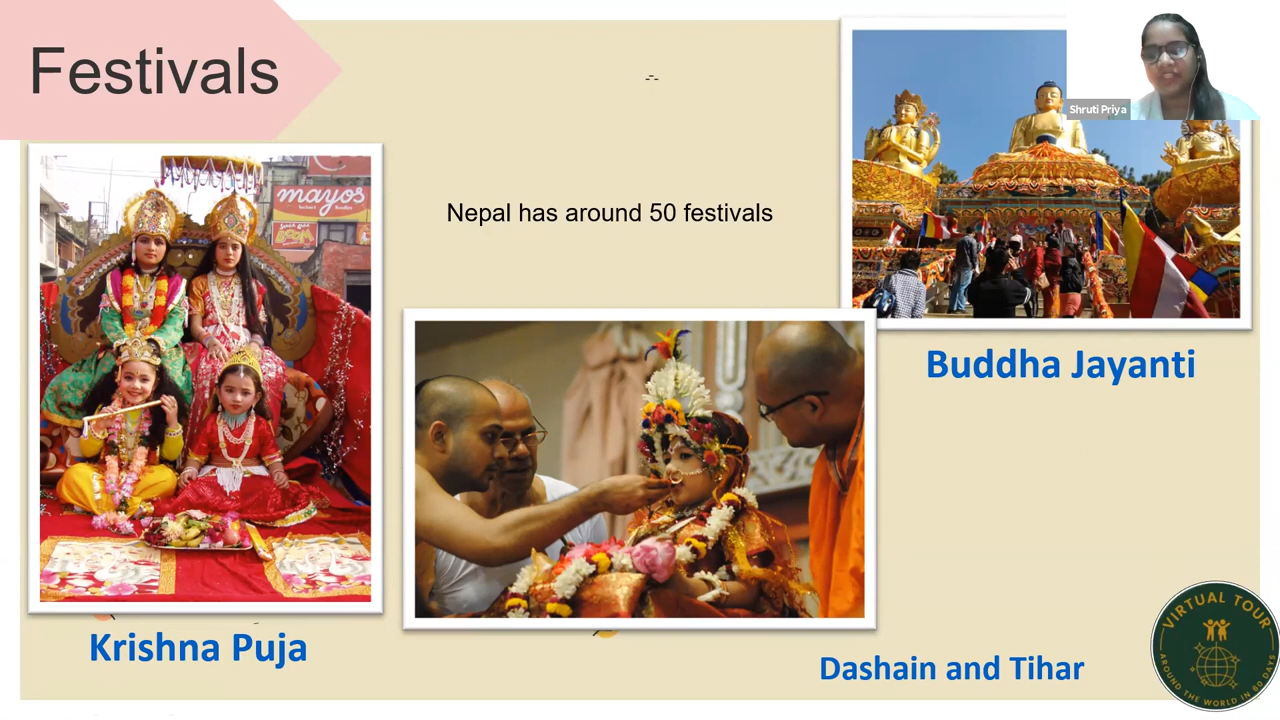 Festivals
Shruti Priya
mayos
Nepal has around 50 festivals
Buddha Jayanti
Krishna Puja
Dashain and Tihar
VIRTUAL TOUR
AROUND THE WORLD IN 60 DAYS